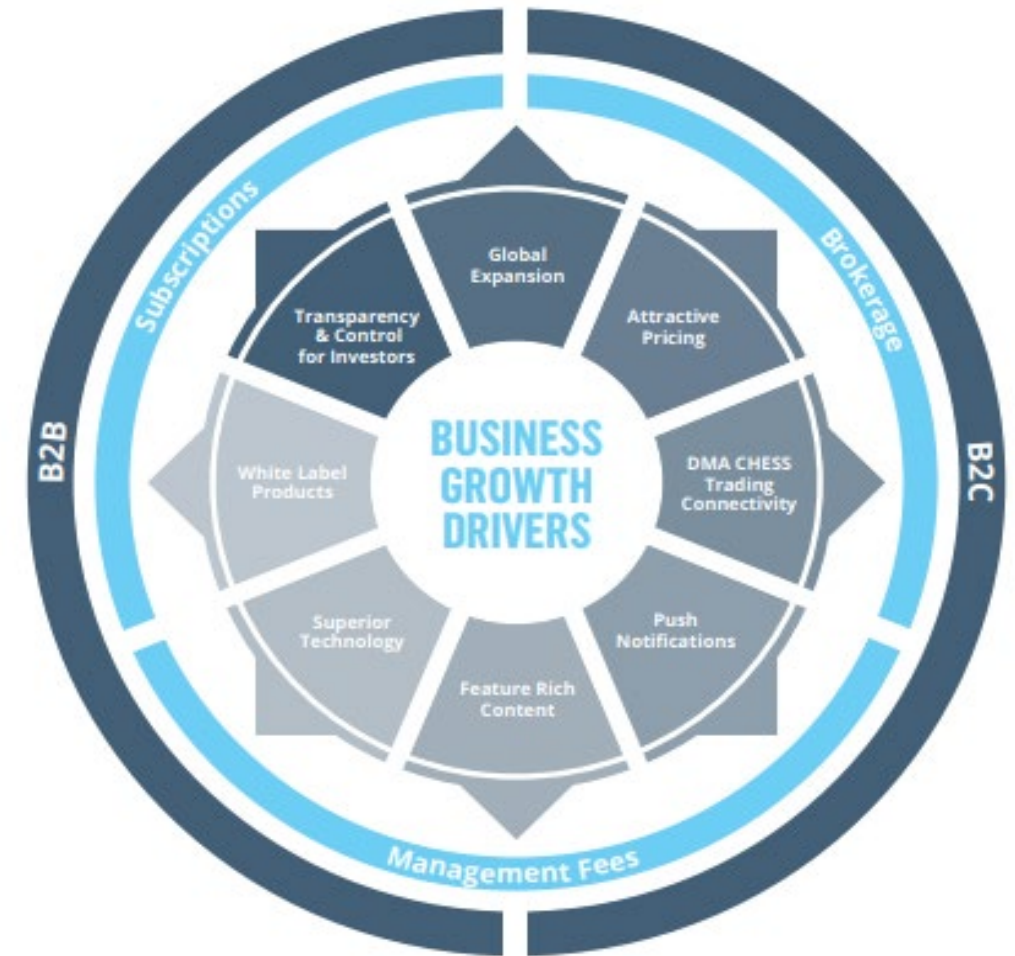 B2B
B2C
Subscriptions
Brokerage
Management Fees
Global
Expansion
Attractive
Pricing
DMA CHESS
Trading
Connectivity
Push
Notifications
Feature Rich
Content
Superior
Technology
White Label
Products
Transparency
& Control
for Investors
BUSINESS
GROWTH
DRIVERS